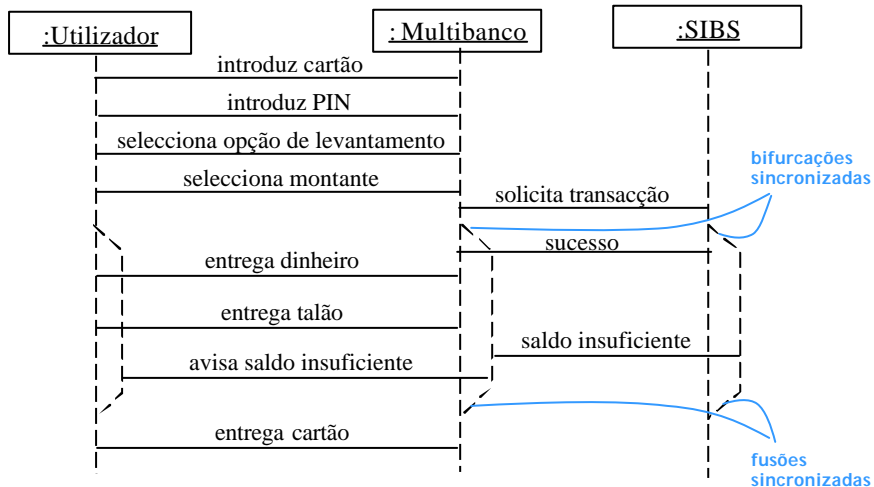 :Utilizador
: Multibanco
:SIBS
introduz cartão
introduz PIN
selecciona opção de levantamento
selecciona montante
bifurcações
sincronizadas
solicita transacção
sucesso
entrega dinheiro
entrega talão
saldo insuficiente
avisa saldo insuficiente
entrega cartão
fusões
sincronizadas